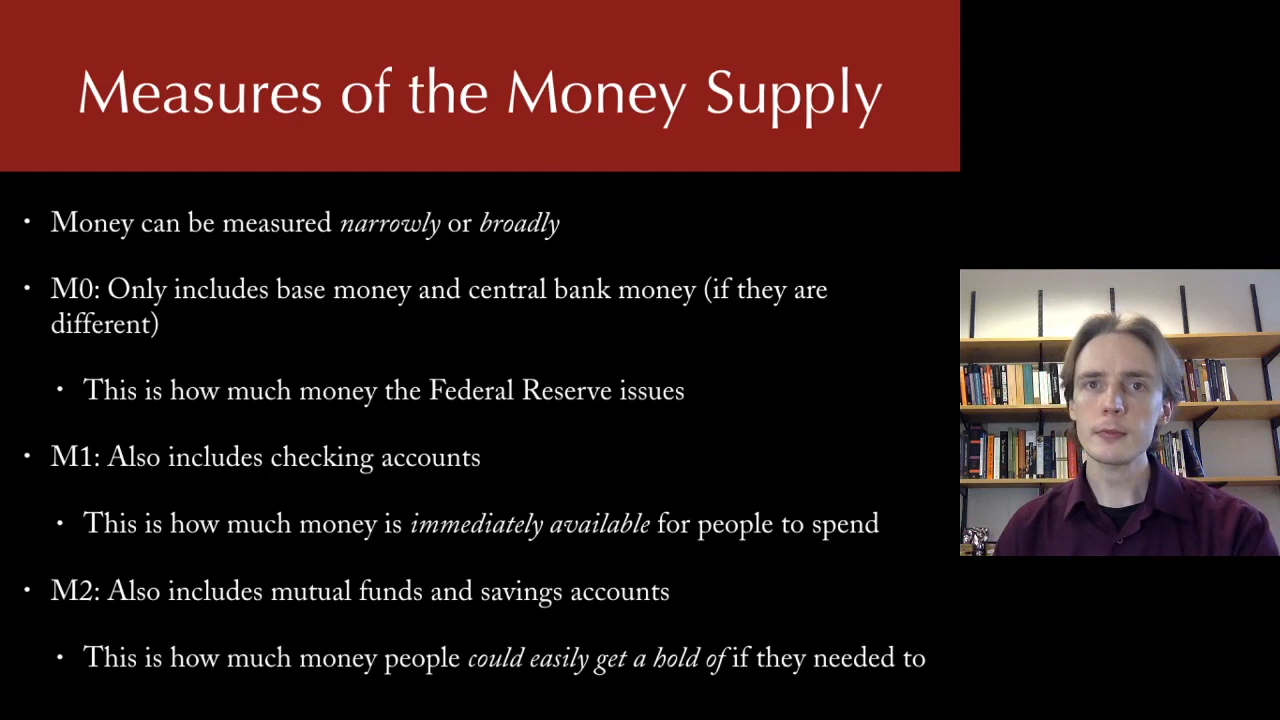 Measures of the Money Supply
• Money can be measured narrowly or broadly
• M0: Only includes base money and central bank money (if they are
different)
• This is how much money the Federal Reserve issues
• M1: Also includes checking accounts
• This is how much money is immediately available for people to spend
• M2: Also includes mutual funds and savings accounts
• This is how much money people could easily get a hold of if they needed to